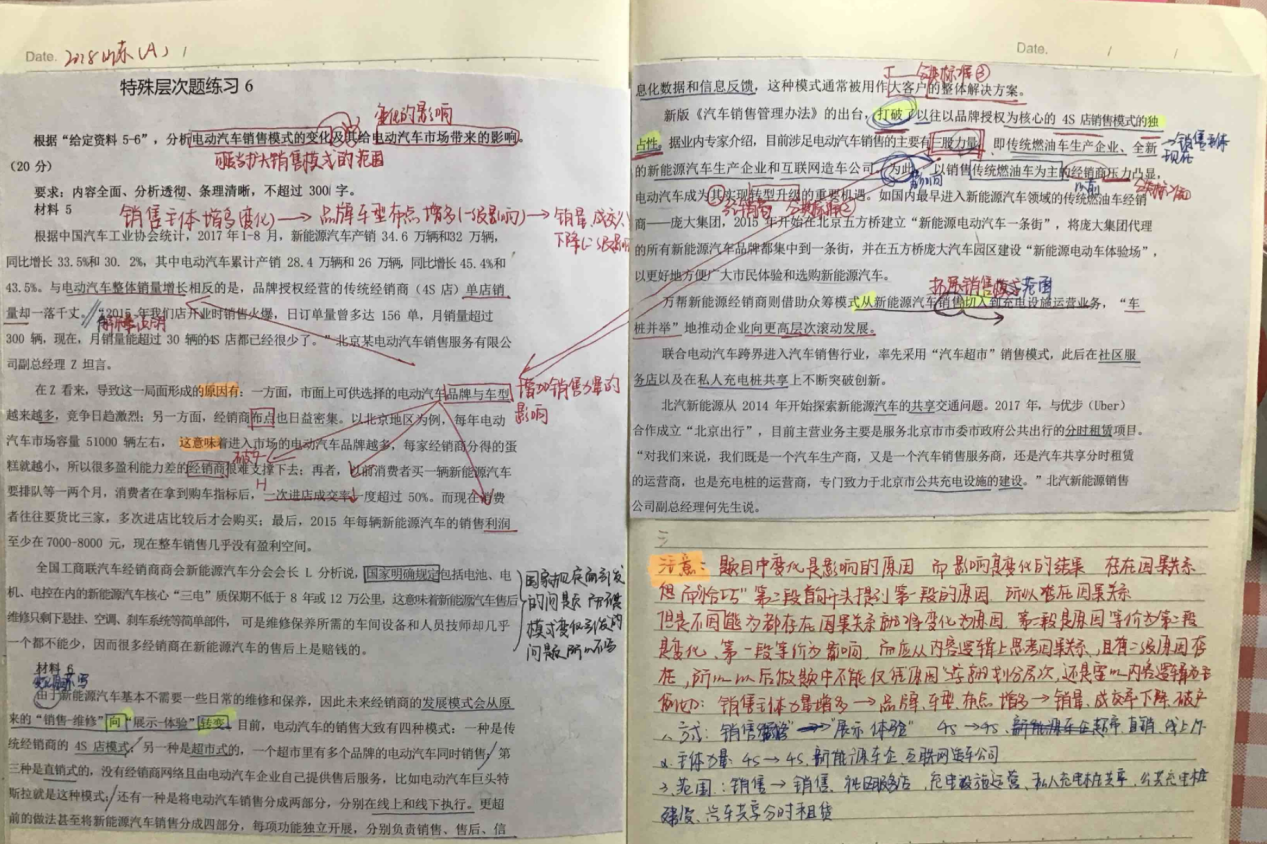 Date. 2018山东(A) /
特殊层次题练习 6
变化的影响
根据“给定资料 5-6”，分析电动汽车销售模式的变化及其给电动汽车市场带来的影响。
(20 分)
要求：内容全面、分析透彻、条理清晰，不超过 300 字。
材料 5
销售主体增多(变化)→品牌车型布点增多(一级影响)→销量、成交
下降(二级影响
根据中国汽车工业协会统计，2017 年 1-8 月，新能源汽车产销 34.6 万辆和32 万辆，
同比增长 33.5%和 30. 2%，其中电动汽车累计产销 28.4 万辆和 26 万辆，同比增长 45.4%和
43.5%。与电动汽车整体销量增长相反的是，品牌授权经营的传统经销商（4S 店）单店销
量却一落千丈。“2015 年我们店开业时销售火爆，日订单量曾多达 156 单，月销量超过
300 辆，现在，月销量能超过 30 辆的4S 店都已经很少了。”北京某电动汽车销售服务有限公
司副总经理 Z 坦言。
在 Z 看来，导致这一局面形成的原因有：一方面，市面上可供选择的电动汽车品牌与车型
增加销售力量的
影响
越来越多，竞争日趋激烈；另一方面，经销商布点也日益密集。以北京地区为例，每年电动
汽车市场容量 51000 辆左右，这意味着进入市场的电动汽车品牌越多，每家经销商分得的蛋
糕就越小，所以很多盈利能力差的经销商很难支撑下去；再者，以前消费者买一辆新能源汽车
要排队等一两个月，消费者在拿到购车指标后，一次进店成交率一度超过 50%。而现在消费
者往往要货比三家，多次进店比较后才会购买；最后，2015 年每辆新能源汽车的销售利润
至少在 7000-8000 元，现在整车销售几乎没有盈利空间。
全国工商联汽车经销商商会新能源汽车分会会长 L 分析说，国家明确规定包括电池、电
机、电控在内的新能源汽车核心“三电”质保期不低于 8 年或 12 万公里，这意味着新能源汽车售后
维修只剩下悬挂、空调、刹车系统等简单部件，可是维修保养所需的车间设备和人员技师却几乎
一个都不能少，因而很多经销商在新能源汽车的售后上是赔钱的。
材料 6
由于新能源汽车基本不需要一些日常的维修和保养，因此未来经销商的发展模式会从原
来的“销售-维修”向“展示-体验”转变。目前，电动汽车的销售大致有四种模式：一种是传
统经销商的 4S 店模式；另一种是超市式的，一个超市里有多个品牌的电动汽车同时销售；第
三种是直销式的，没有经销商网络且由电动汽车企业自己提供售后服务，比如电动汽车巨头特
斯拉就是这种模式；还有一种是将电动汽车销售分成两部分，分别在线上和线下执行。更超
前的做法甚至将新能源汽车销售分成四部分，每项功能独立开展，分别负责销售、售后、信
Date. / /
息化数据和信息反馈，这种模式通常被用作大客户的整体解决方案。
新版《汽车销售管理办法》的出台，打破了以往以品牌授权为核心的 4S 店销售模式的独
占性。据业内专家介绍，目前涉足电动汽车销售的主要有三股力量，即传统燃油车生产企业、全新
的新能源汽车生产企业和互联网造车公司。为此，以销售传统燃油车为主的经销商压力凸显，
电动汽车成为其实现转型升级的重要机遇。如国内最早进入新能源汽车领域的传统燃油车经销
商——庞大集团，2015 年开始在北京五方桥建立“新能源电动车一条街”，将庞大集团代理
的所有新能源汽车品牌都集中到一条街，并在五方桥庞大汽车园区建设“新能源电动车体验场”，
以更好地方便广大市民体验和选购新能源汽车。
拓展销售模式范围
万帮新能源经销商则借助众筹模式从新能源汽车销售切入到充电设施运营业务，“车
桩并举”地推动企业向更高层次滚动发展。
联合电动汽车跨界进入汽车销售行业，率先采用“汽车超市”销售模式，此后在社区服
务店以及在私人充电桩共享上不断突破创新。
北汽新能源从 2014 年开始探索新能源汽车的共享交通问题。2017 年，与优步（Uber）
合作成立“北京出行”，目前主营业务主要是服务北京市市委市政府公共出行的分时租赁项目。
“对我们来说，我们既是一个汽车生产商，又是一个汽车销售服务商，还是汽车共享分时租赁
的运营商，也是充电桩的运营商，专门致力于北京市公共充电设施的建设。”北汽新能源销售
公司副总经理何先生说。
注意：题目中变化是影响的原因 而影响是变化的结果 存在因果关系
但“给5”第二段首句开头提到第一段的原因 所以存在因果关系
但是不能因为都存在因果关系就将变化为原因、第二段是原因等价为第二段
是变化、第一段等价为影响 而应从内容逻辑上思考因果关系，且有二级原因存
在，所以以后做题中不能仅凭原因 划分层次，还是要以内容逻辑
例如：销售主体力量增多→品牌、车型、布点增多→销量、成交率下降、破产
1、方式：销售维修→“展示体验” 4S→4S、超市、直销、线上下
2、主体力量：4S→4S、新能源车企、互联网造车公司
3、范围：销售→销售、社区服务店、充电设施运营、私人充电桩共享、公共充电桩
建设、汽车共享分时租赁